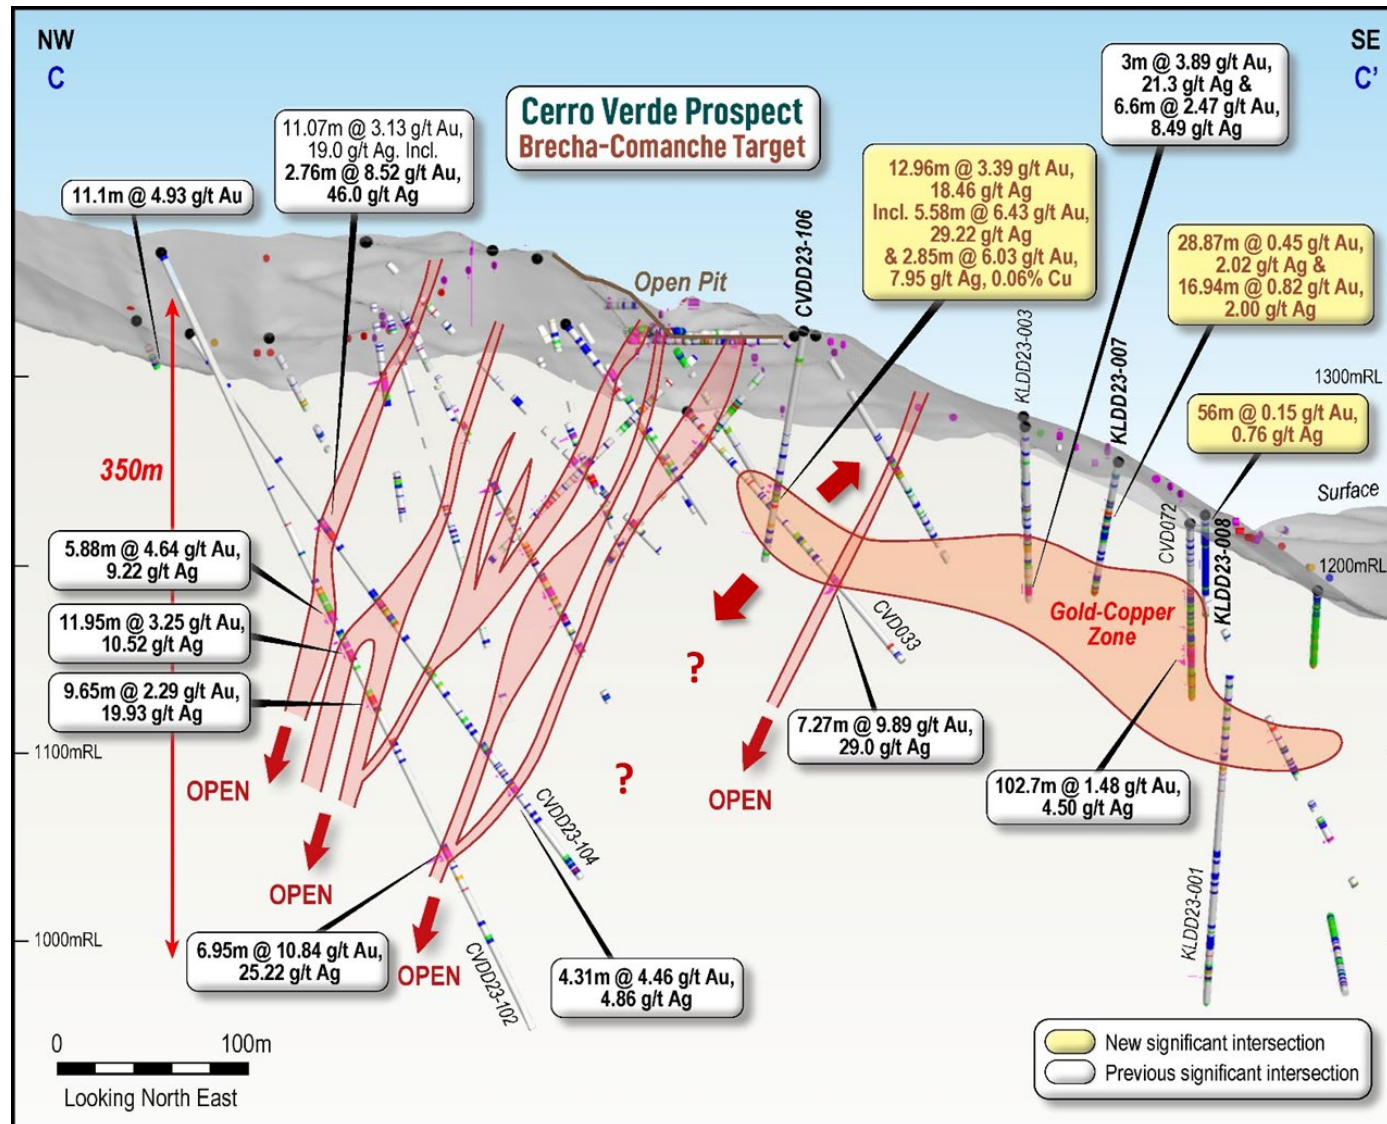 NW
C
SE
C'
Cerro Verde Prospect
Brecha-Comanche Target
3m @ 3.89 g/t Au,
21.3 g/t Ag &
6.6m @ 2.47 g/t Au,
8.49 g/t Ag
11.07m @ 3.13 g/t Au,
19.0 g/t Ag. Incl.
2.76m @ 8.52 g/t Au,
46.0 g/t Ag
11.1m @ 4.93 g/t Au
12.96m @ 3.39 g/t Au,
18.46 g/t Ag
Incl. 5.58m @ 6.43 g/t Au,
29.22 g/t Ag
& 2.85m @ 6.03 g/t Au,
7.95 g/t Ag, 0.06% Cu
28.87m @ 0.45 g/t Au,
2.02 g/t Ag &
16.94m @ 0.82 g/t Au,
2.00 g/t Ag
Open Pit
CVDD23-106
KLDD23-003
KLDD23-007
1300mRL
56m @ 0.15 g/t Au,
0.76 g/t Ag
350m
Surface
CVD072
KLDD23-008
1200mRL
5.88m @ 4.64 g/t Au,
9.22 g/t Ag
11.95m @ 3.25 g/t Au,
10.52 g/t Ag
9.65m @ 2.29 g/t Au,
19.93 g/t Ag
Gold-Copper
Zone
CVD033
?
?
7.27m @ 9.89 g/t Au,
29.0 g/t Ag
1100mRL
OPEN
OPEN
OPEN
OPEN
102.7m @ 1.48 g/t Au,
4.50 g/t Ag
CVDD23-104
KLDD23-001
1000mRL
6.95m @ 10.84 g/t Au,
25.22 g/t Ag
CVDD23-102
4.31m @ 4.46 g/t Au,
4.86 g/t Ag
0 100m
Looking North East
New significant intersection
Previous significant intersection